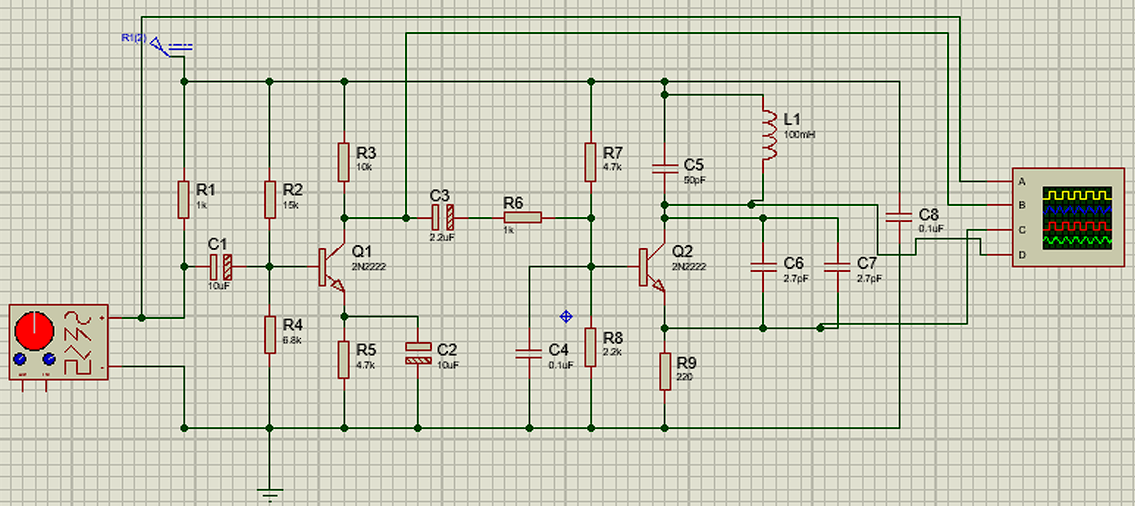 R1(2)
R1
1k
R2
15k
R3
10k
C1
10uF
Q1
2N2222
R4
6.8k
R5
4.7k
C2
10uF
C3
2.2uF
R6
1k
R7
4.7k
C4
0.1uF
R8
2.2k
C5
50pF
L1
100mH
Q2
2N2222
C6
2.7pF
C7
2.7pF
R9
220
C8
0.1uF
A
B
C
D
+
-